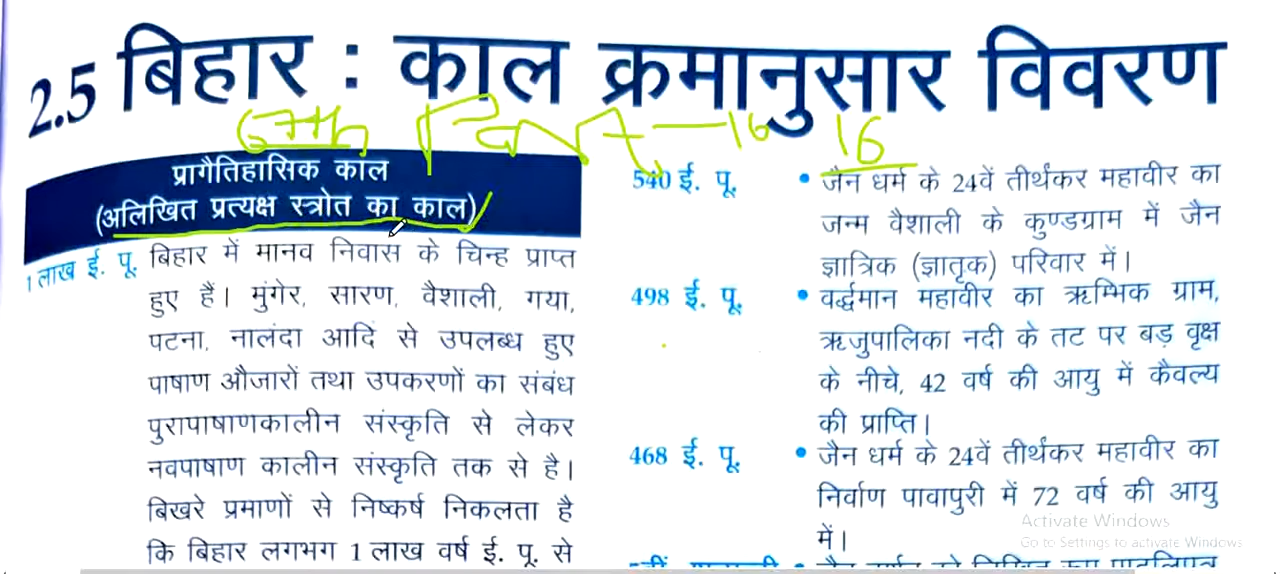 2.5 बिहार : काल क्रमानुसार विवरण
67th
16
16
प्रागैतिहासिक काल
(अलिखित प्रत्यक्ष स्त्रोत का काल)
1 लाख ई. पू. बिहार में मानव निवास के चिन्ह प्राप्त
हुए हैं। मुंगेर, सारण, वैशाली, गया,
पटना, नालंदा आदि से उपलब्ध हुए
पाषाण औजारों तथा उपकरणों का संबंध
पुरापाषाणकालीन संस्कृति से लेकर
नवपाषाण कालीन संस्कृति तक से है।
बिखरे प्रमाणों से निष्कर्ष निकलता है
कि बिहार लगभग 1 लाख वर्ष ई. पू. से
540 ई. पू. • जैन धर्म के 24वें तीर्थंकर महावीर का
जन्म वैशाली के कुण्डग्राम में जैन
ज्ञात्रिक (ज्ञातृक) परिवार में।
498 ई. पू. • वर्द्धमान महावीर का ऋम्भिक ग्राम,
ऋजुपालिका नदी के तट पर बड़ वृक्ष
के नीचे, 42 वर्ष की आयु में कैवल्य
की प्राप्ति।
468 ई. पू. • जैन धर्म के 24वें तीर्थंकर महावीर का
निर्वाण पावापुरी में 72 वर्ष की आयु
में।
Activate Windows
Go to Settings to activate Windows